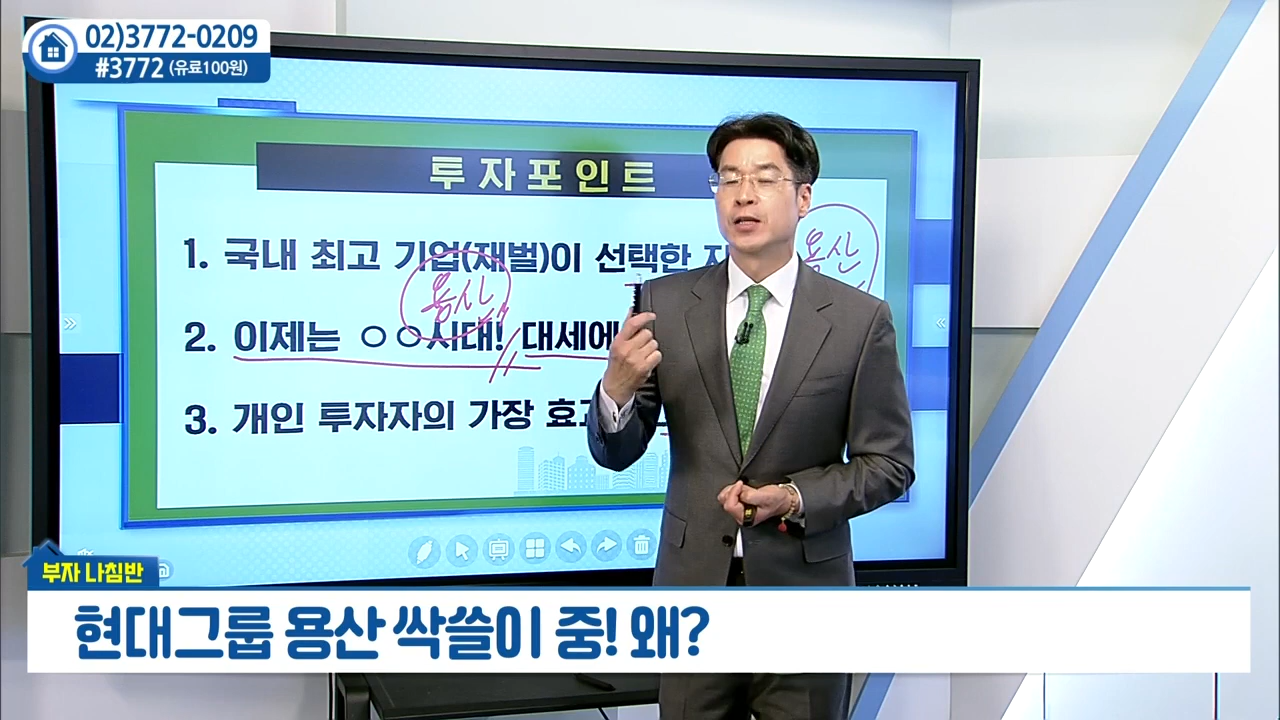 02)3772-0209
#3772 (유료100원)
투자포인트
1. 국내 최고 기업(재벌)이 선택한
용산
용산
2. 이제는 ㅇㅇ시대! 대세에
3. 개인 투자자의 가장
부자 나침반
현대그룹 용산 싹쓸이 중! 왜?